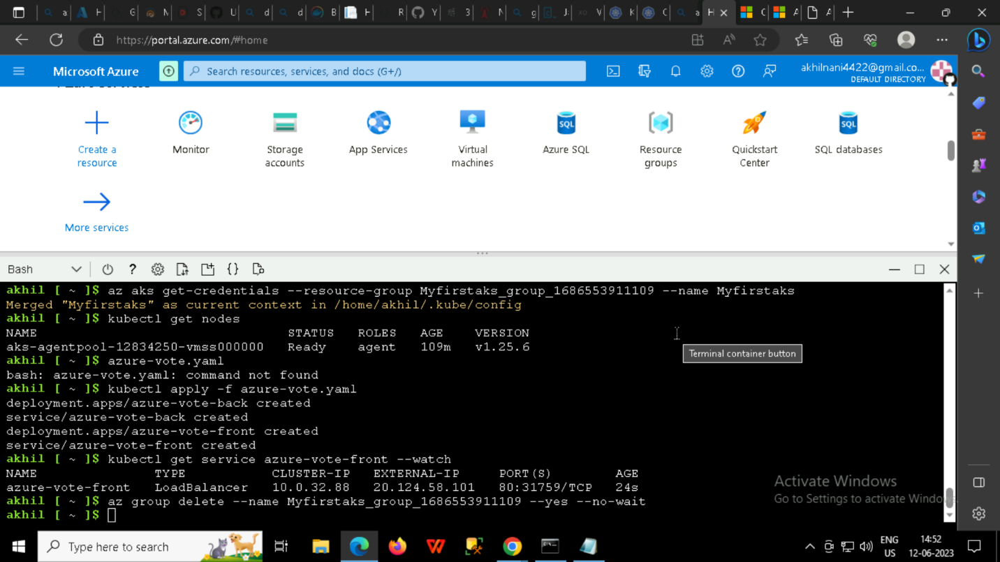 https://portal.azure.com/#home
Microsoft Azure
Search resources, services, and docs (G+/)
akhilnani4422@gmail.co...
DEFAULT DIRECTORY
Create a resource
Monitor
Storage accounts
App Services
Virtual machines
Azure SQL
Resource groups
Quickstart Center
SQL databases
More services
Bash
akhil [ ~ ]$ az aks get-credentials --resource-group Myfirstaks_group_1686553911109 --name Myfirstaks
Merged "Myfirstaks" as current context in /home/akhil/.kube/config
akhil [ ~ ]$ kubectl get nodes
NAME STATUS ROLES AGE VERSION
aks-agentpool-12834250-vmss000000 Ready agent 109m v1.25.6
akhil [ ~ ]$ azure-vote.yaml
bash: azure-vote.yaml: command not found
akhil [ ~ ]$ kubectl apply -f azure-vote.yaml
deployment.apps/azure-vote-back created
service/azure-vote-back created
deployment.apps/azure-vote-front created
service/azure-vote-front created
akhil [ ~ ]$ kubectl get service azure-vote-front --watch
NAME TYPE CLUSTER-IP EXTERNAL-IP PORT(S) AGE
azure-vote-front LoadBalancer 10.0.32.88 20.124.58.101 80:31759/TCP 24s
akhil [ ~ ]$ az group delete --name Myfirstaks_group_1686553911109 --yes --no-wait
akhil [ ~ ]$
Terminal container button
Activate Windows
Go to Settings to activate Windows.
Type here to search
ENG
US
14:52
12-06-2023